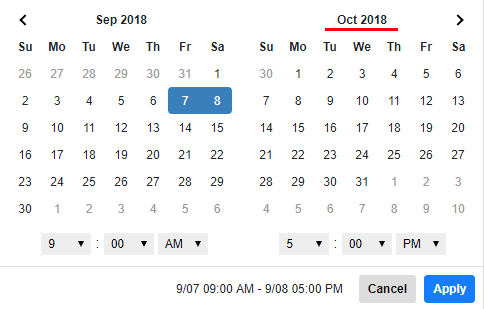 Sep 2018 Oct 2018
Su Mo Tu We Th Fr Sa Su Mo Tu We Th Fr Sa
26 27 28 29 30 31 1 30 1 2 3 4 5 6
2 3 4 5 6 7 8 7 8 9 10 11 12 13
9 10 11 12 13 14 15 14 15 16 17 18 19 20
16 17 18 19 20 21 22 21 22 23 24 25 26 27
23 24 25 26 27 28 29 28 29 30 31 1 2 3
30 1 2 3 4 5 6 4 5 6 7 8 9 10
9 : 00 AM 5 : 00 PM
9/07 09:00 AM - 9/08 05:00 PM Cancel Apply